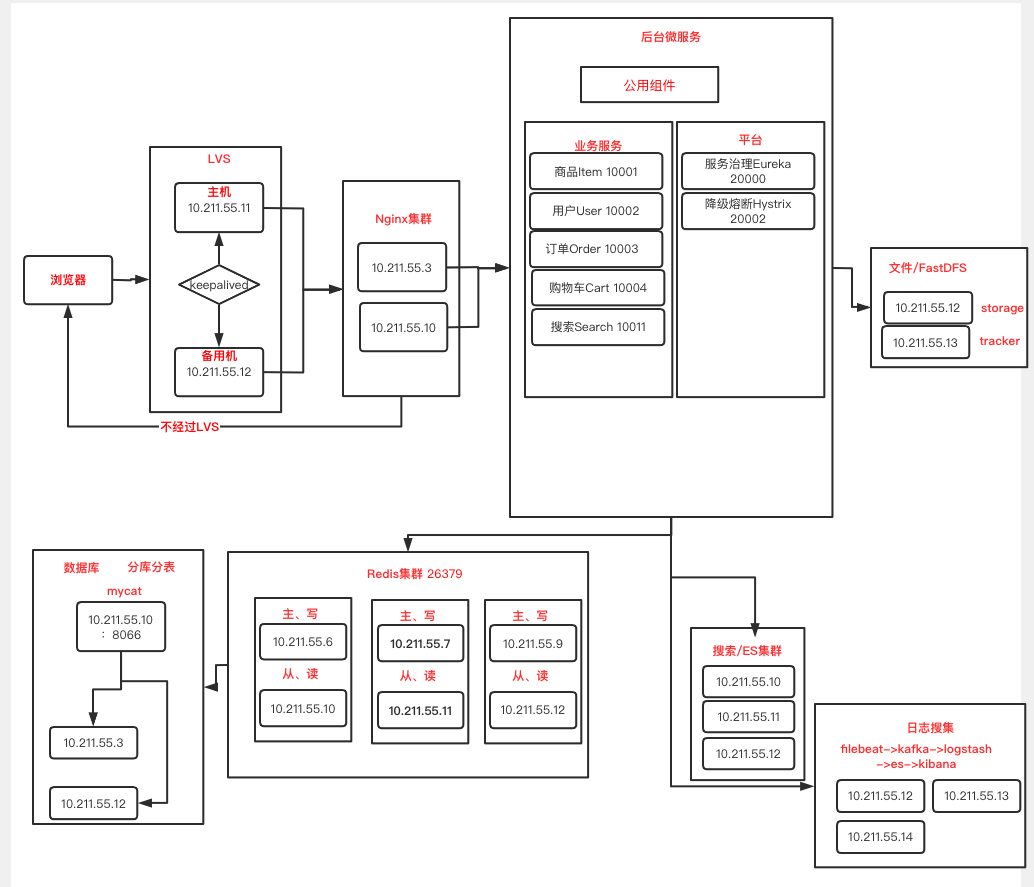 浏览器
LVS
主机
10.211.55.11
keepalived
备用机
10.211.55.12
不经过LVS
Nginx集群
10.211.55.3
10.211.55.10
后台微服务
公用组件
业务服务
商品Item 10001
用户User 10002
订单Order 10003
购物车Cart 10004
搜索Search 10011
平台
服务治理Eureka
20000
降级熔断Hystrix
20002
文件/FastDFS
10.211.55.12
storage
10.211.55.13
tracker
数据库
分库分表
mycat
10.211.55.10
：8066
10.211.55.3
10.211.55.12
Redis集群 26379
主、写
10.211.55.6
从、读
10.211.55.10
主、写
10.211.55.7
从、读
10.211.55.11
主、写
10.211.55.9
从、读
10.211.55.12
搜索/ES集群
10.211.55.10
10.211.55.11
10.211.55.12
日志搜集
filebeat->kafka->logstash
->es->kibana
10.211.55.12
10.211.55.13
10.211.55.14